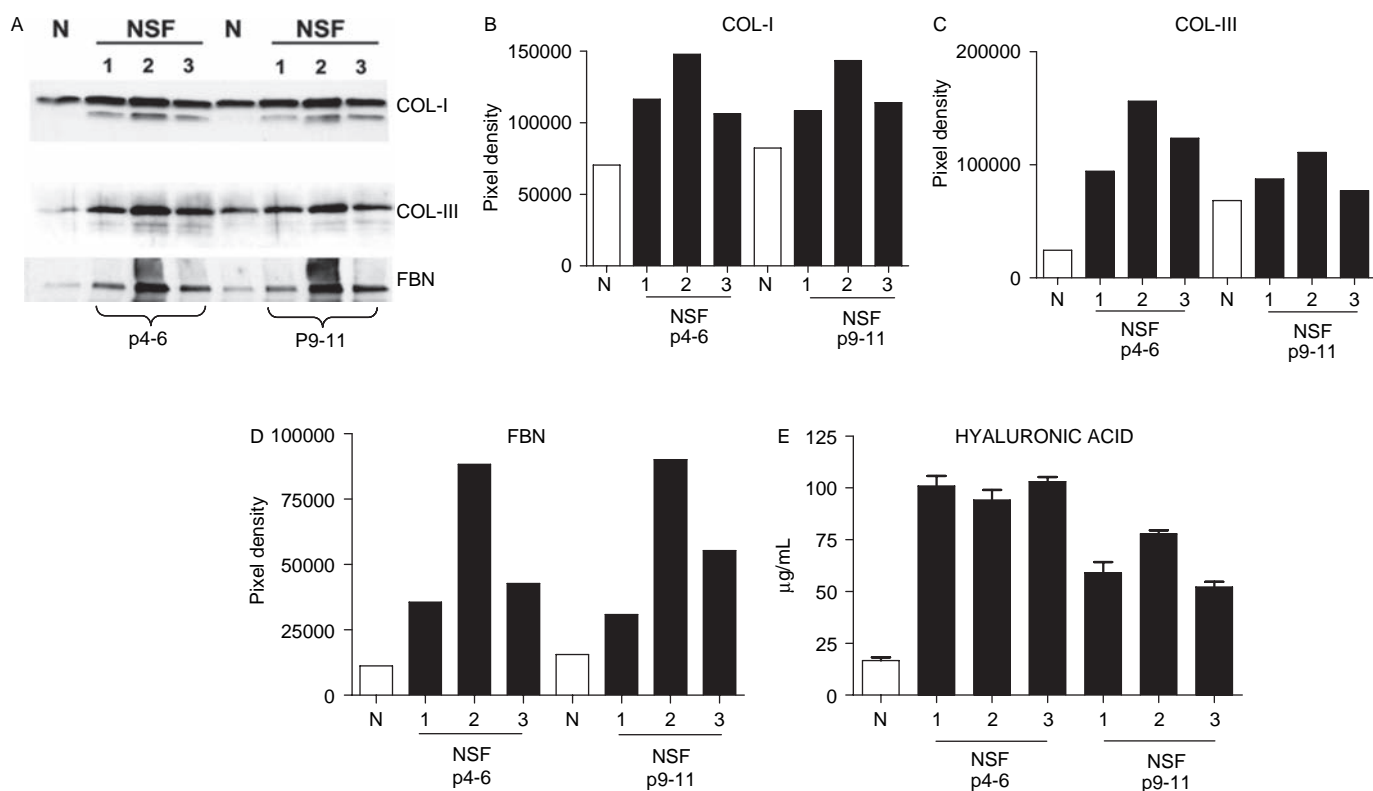 A
N NSF N NSF
1 2 3 1 2 3
COL-I
COL-III
FBN
p4-6 P9-11
B COL-I
Pixel density
150000
100000
50000
0
N 1 2 3 N 1 2 3
NSF NSF
p4-6 p9-11
C COL-III
Pixel density
200000
100000
0
N 1 2 3 N 1 2 3
NSF NSF
p4-6 p9-11
D FBN
Pixel density
100000
75000
50000
25000
0
N 1 2 3 N 1 2 3
NSF NSF
p4-6 p9-11
E HYALURONIC ACID
µg/mL
125
100
75
50
25
0
N 1 2 3 1 2 3
NSF NSF
p4-6 p9-11